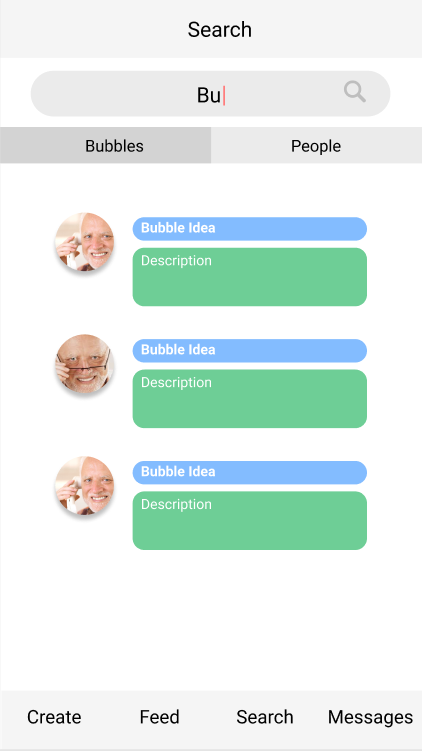 Search
Bu
Bubbles People
Bubble Idea
Description
Bubble Idea
Description
Bubble Idea
Description
Create Feed Search Messages